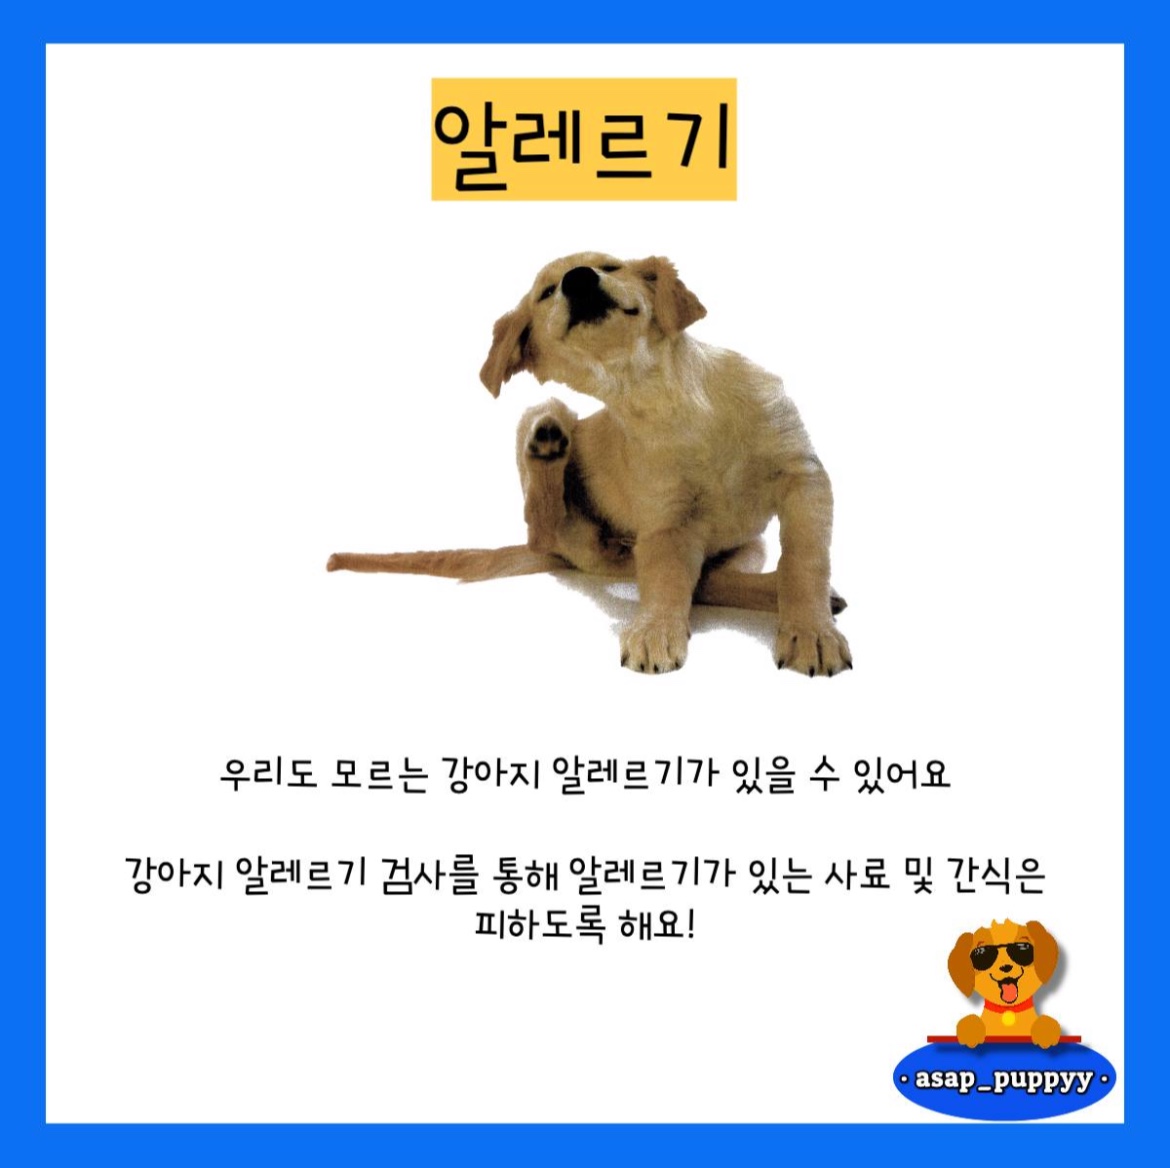 알레르기
우리도 모르는 강아지 알레르기가 있을 수 있어요
강아지 알레르기 검사를 통해 알레르기가 있는 사료 및 간식은
피하도록 해요!
· asap_puppyy ·